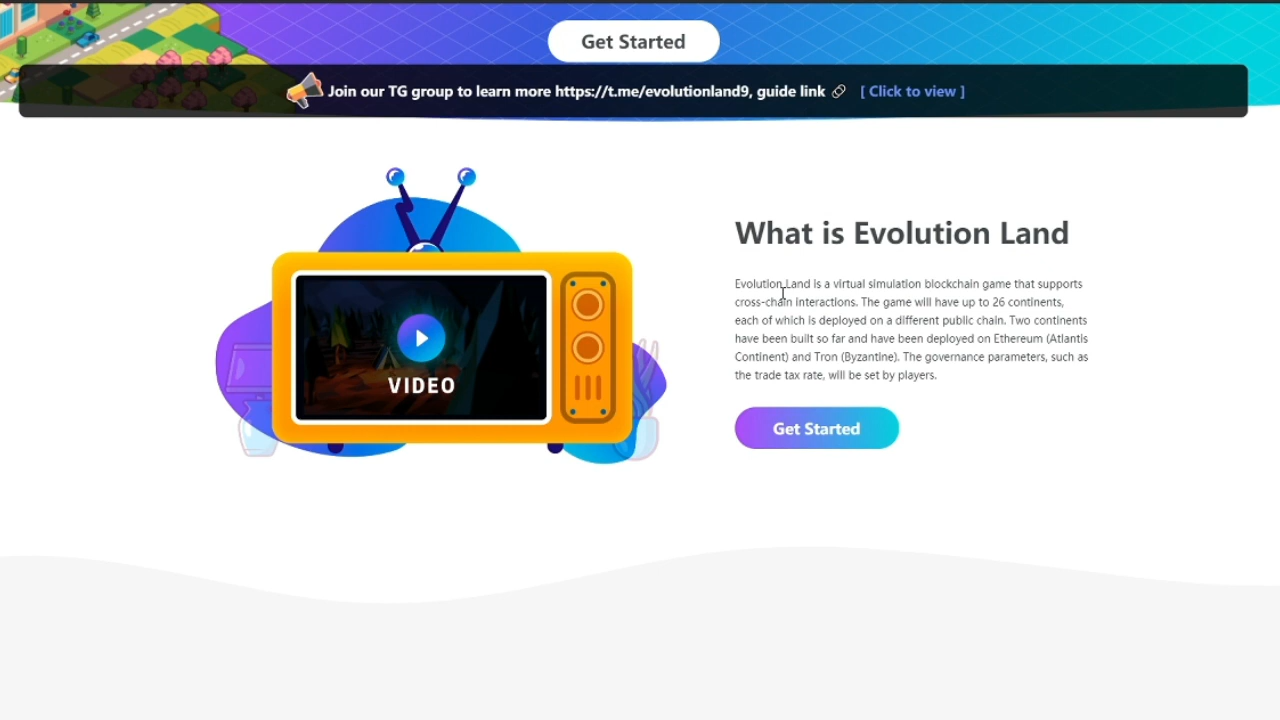 Get Started
Join our TG group to learn more https://t.me/evolutionland9, guide link [ Click to view ]
VIDEO
What is Evolution Land
Evolution Land is a virtual simulation blockchain game that supports
cross-chain interactions. The game will have up to 26 continents,
each of which is deployed on a different public chain. Two continents
have been built so far and have been deployed on Ethereum (Atlantis
Continent) and Tron (Byzantine). The governance parameters, such as
the trade tax rate, will be set by players.
Get Started